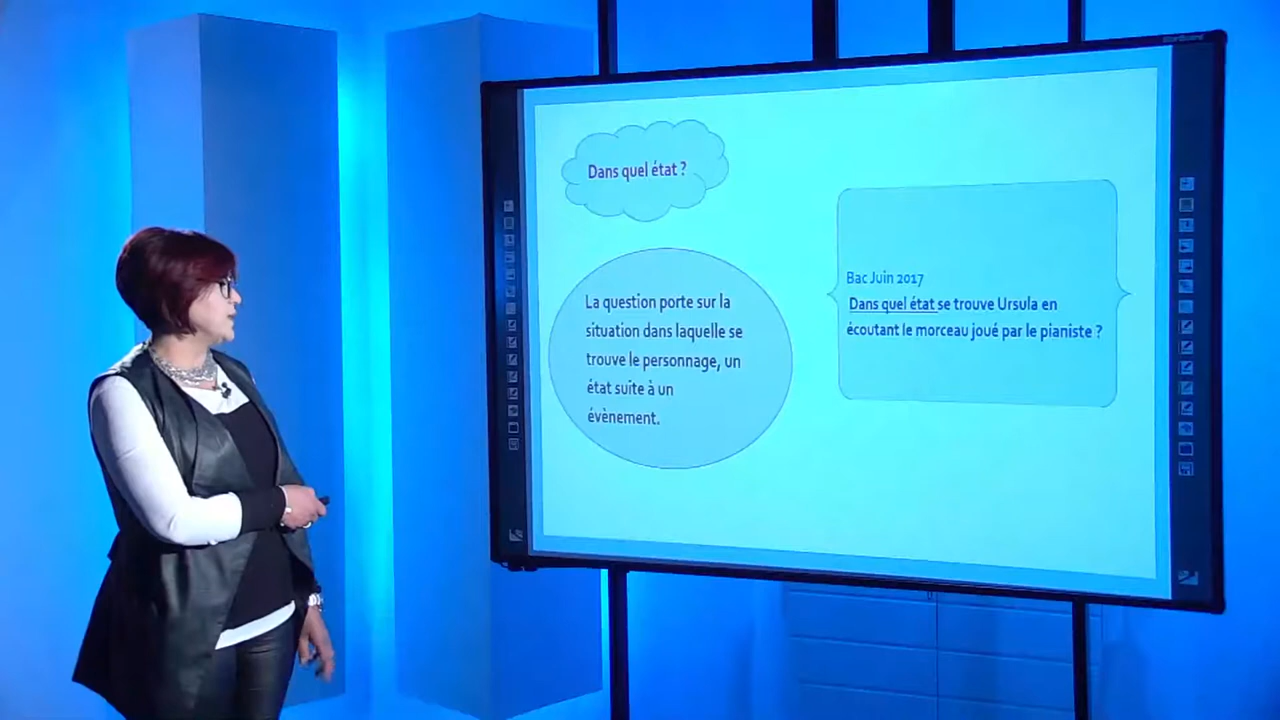 Dans quel état ?
La question porte sur la
situation dans laquelle se
trouve le personnage, un
état suite à un
évènement.
Bac Juin 2017
Dans quel état se trouve Ursula en
écoutant le morceau joué par le pianiste ?
StarBoard